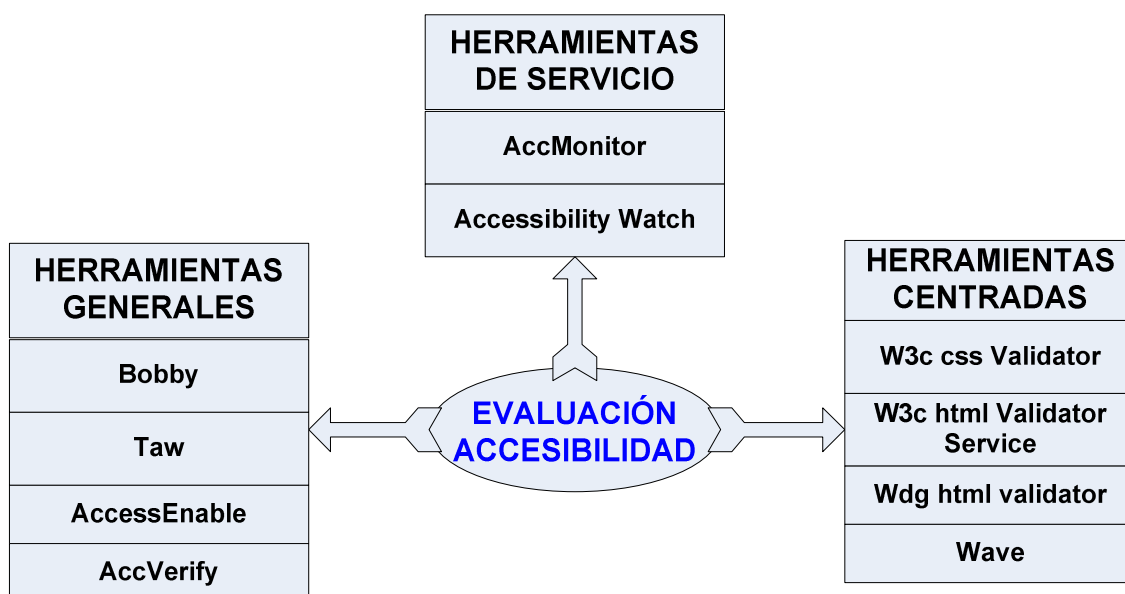 HERRAMIENTAS
DE SERVICIO
AccMonitor
Accessibility Watch
HERRAMIENTAS
GENERALES
Bobby
Taw
AccessEnable
AccVerify
EVALUACIÓN
ACCESIBILIDAD
HERRAMIENTAS
CENTRADAS
W3c css Validator
W3c html Validator
Service
Wdg html validator
Wave